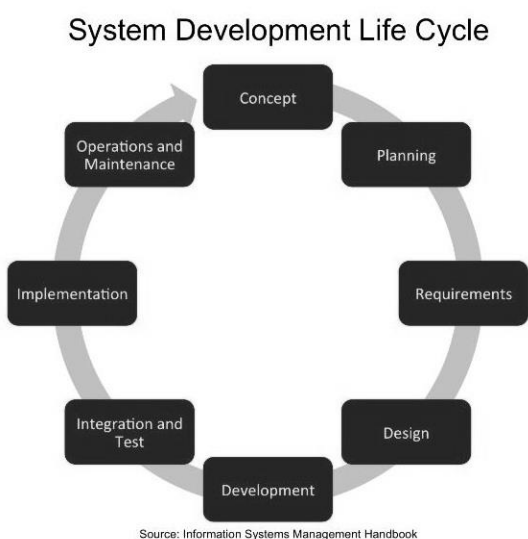 System Development Life Cycle
Concept
Planning
Requirements
Design
Development
Integration and
Test
Implementation
Operations and
Maintenance
Source: Information Systems Management Handbook